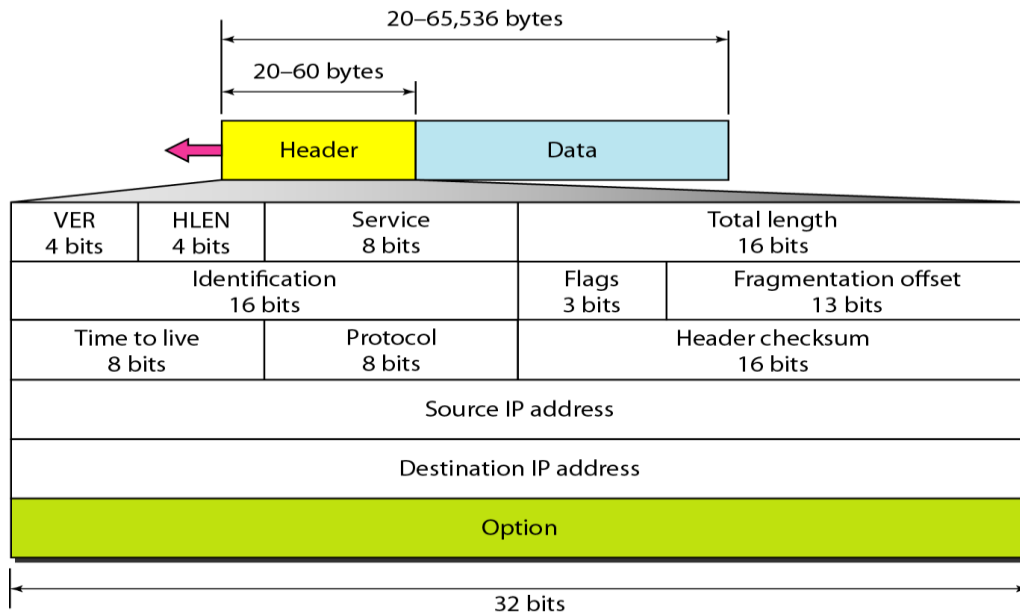 20–65,536 bytes
20–60 bytes
Header
Data
VER
4 bits
HLEN
4 bits
Service
8 bits
Total length
16 bits
Identification
16 bits
Flags
3 bits
Fragmentation offset
13 bits
Time to live
8 bits
Protocol
8 bits
Header checksum
16 bits
Source IP address
Destination IP address
Option
32 bits